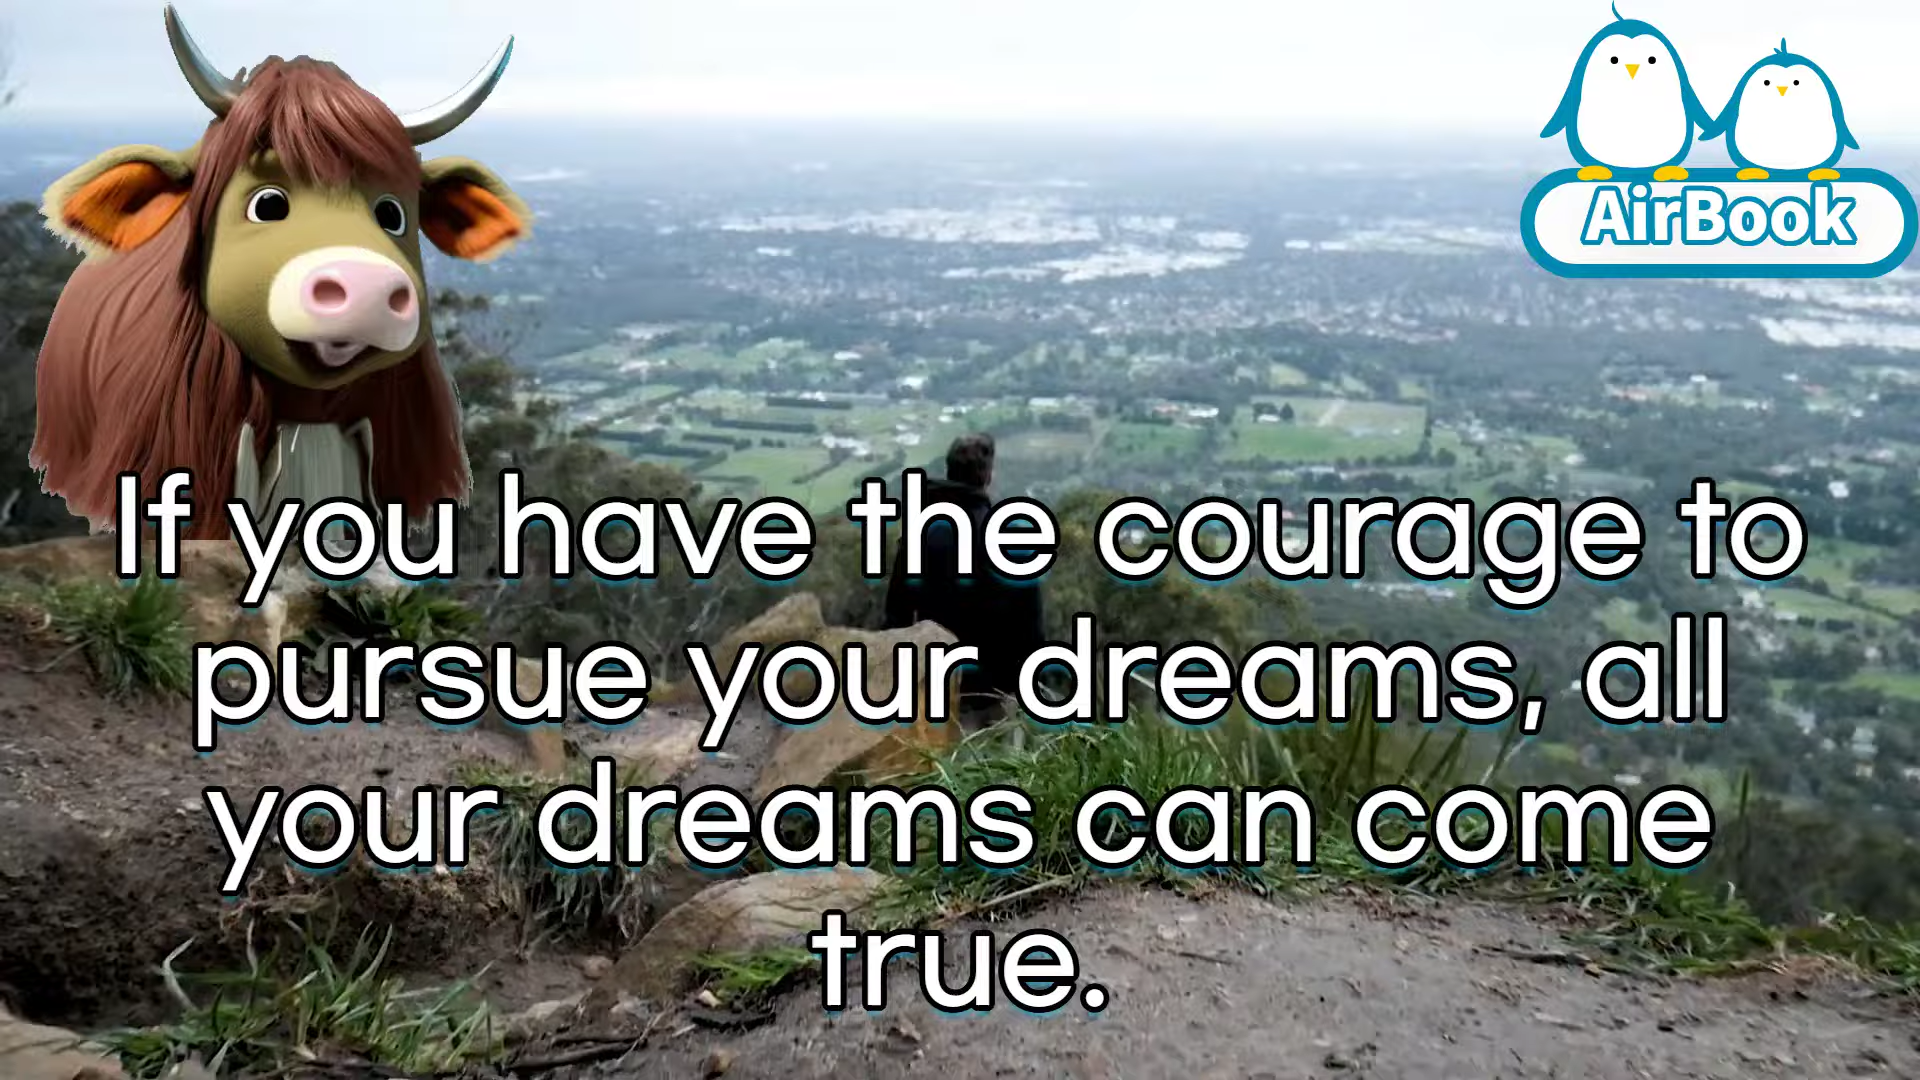 AirBook
If you have the courage to
pursue your dreams, all
your dreams can come
true.